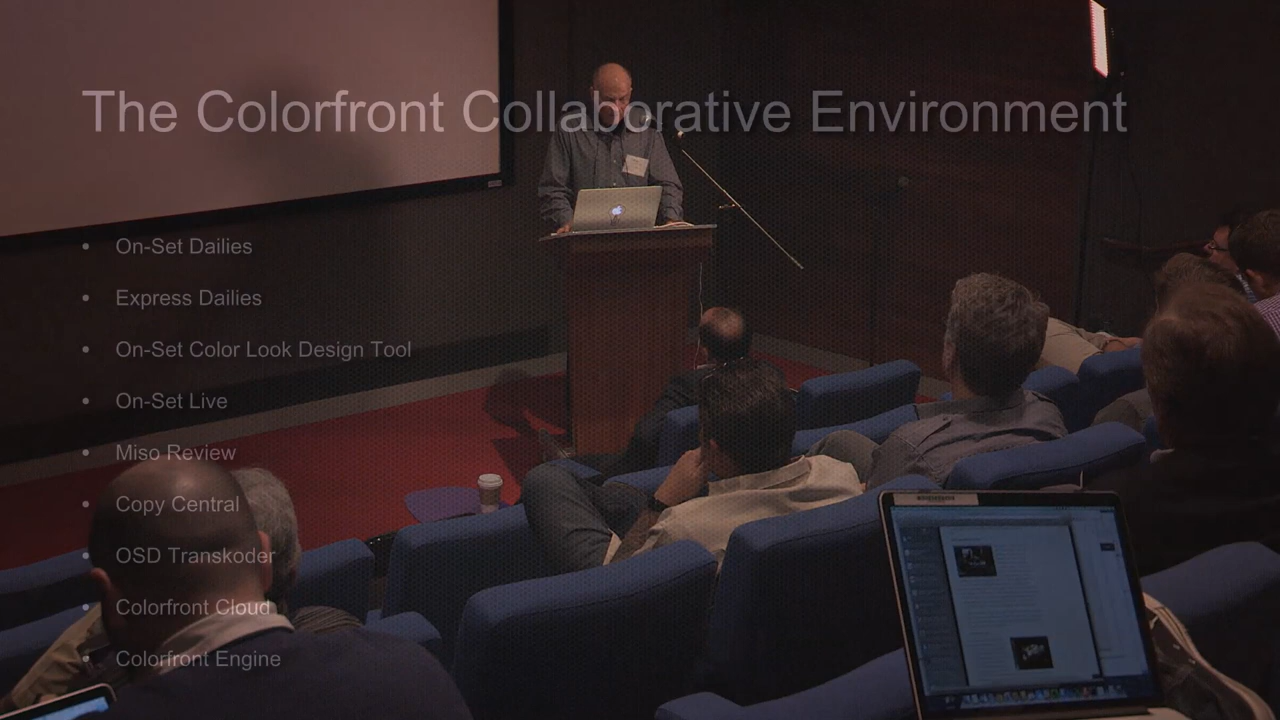 The Colorfront Collaborative Environment
• On-Set Dailies
• Express Dailies
• On-Set Color Look Design Tool
• On-Set Live
• Miso Review
• Copy Central
• OSD Transkoder
• Colorfront Cloud
• Colorfront Engine